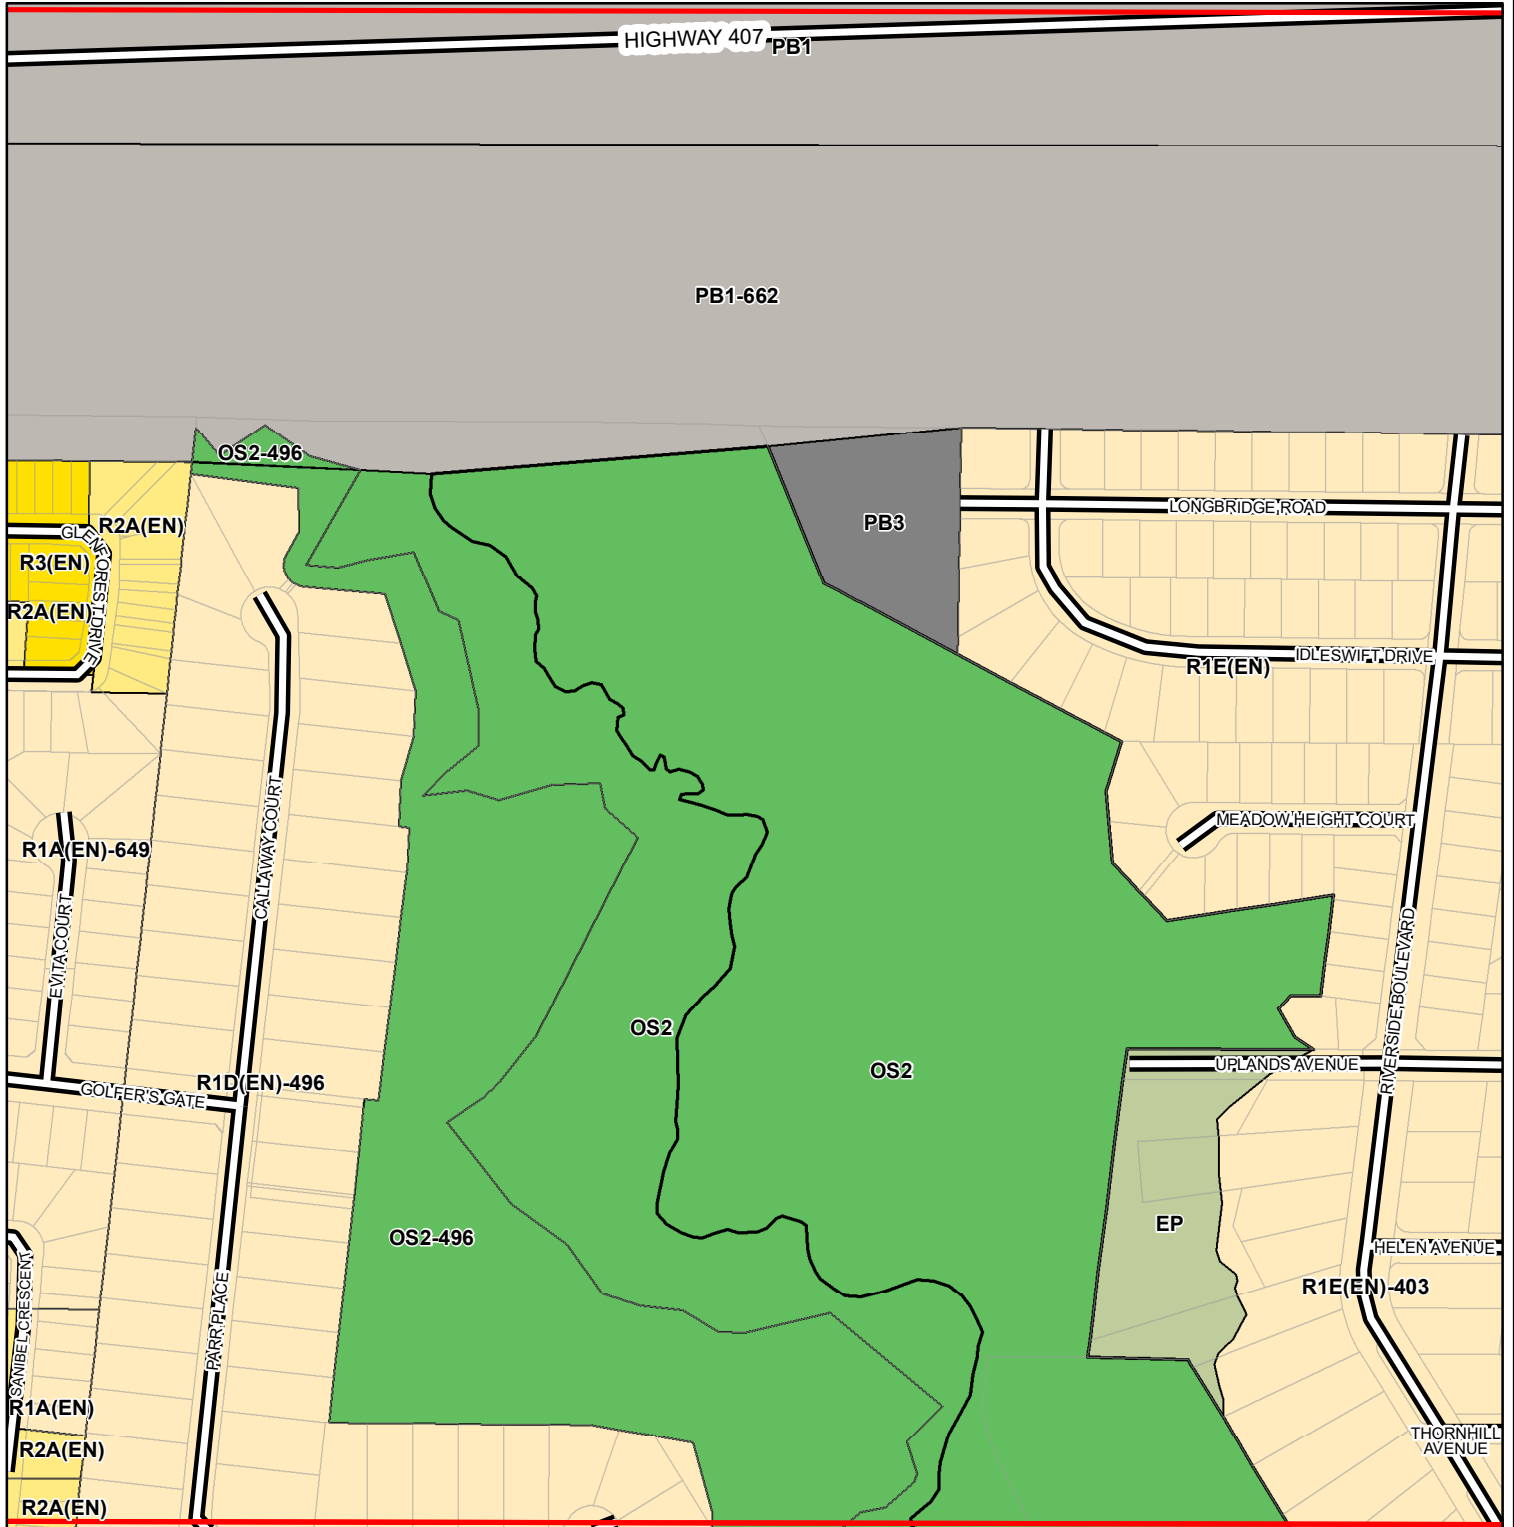 HIGHWAY 407
PB1
PB1-662
OS2-496
PB3
LONGBRIDGE ROAD
R2A(EN)
GLENFOREST DRIVE
R3(EN)
R2A(EN)
IDLESWIFT DRIVE
R1E(EN)
MEADOW HEIGHT COURT
R1A(EN)-649
CALLAWAY COURT
EVITA COURT
RIVERSIDE BOULEVARD
OS2
OS2
UPLANDS AVENUE
R1D(EN)-496
GOLFER'S GATE
EP
OS2-496
HELEN AVENUE
R1E(EN)-403
SANIBEL CRESCENT
PARR PLACE
R1A(EN)
THORNHILL
AVENUE
R2A(EN)
R2A(EN)